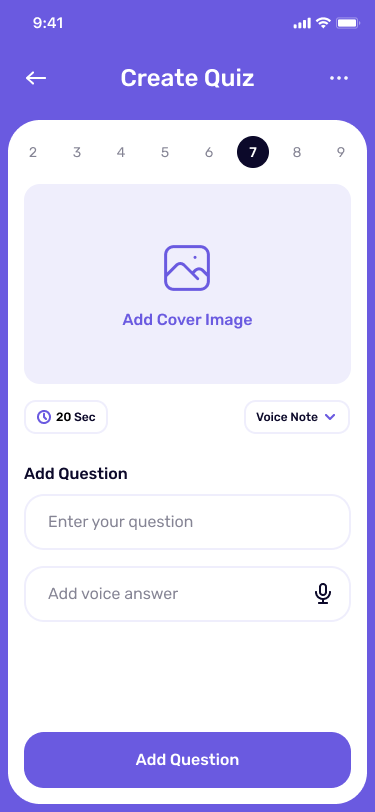 9:41
Create Quiz
2 3 4 5 6 7 8 9
Add Cover Image
20 Sec
Voice Note
Add Question
Enter your question
Add voice answer
Add Question